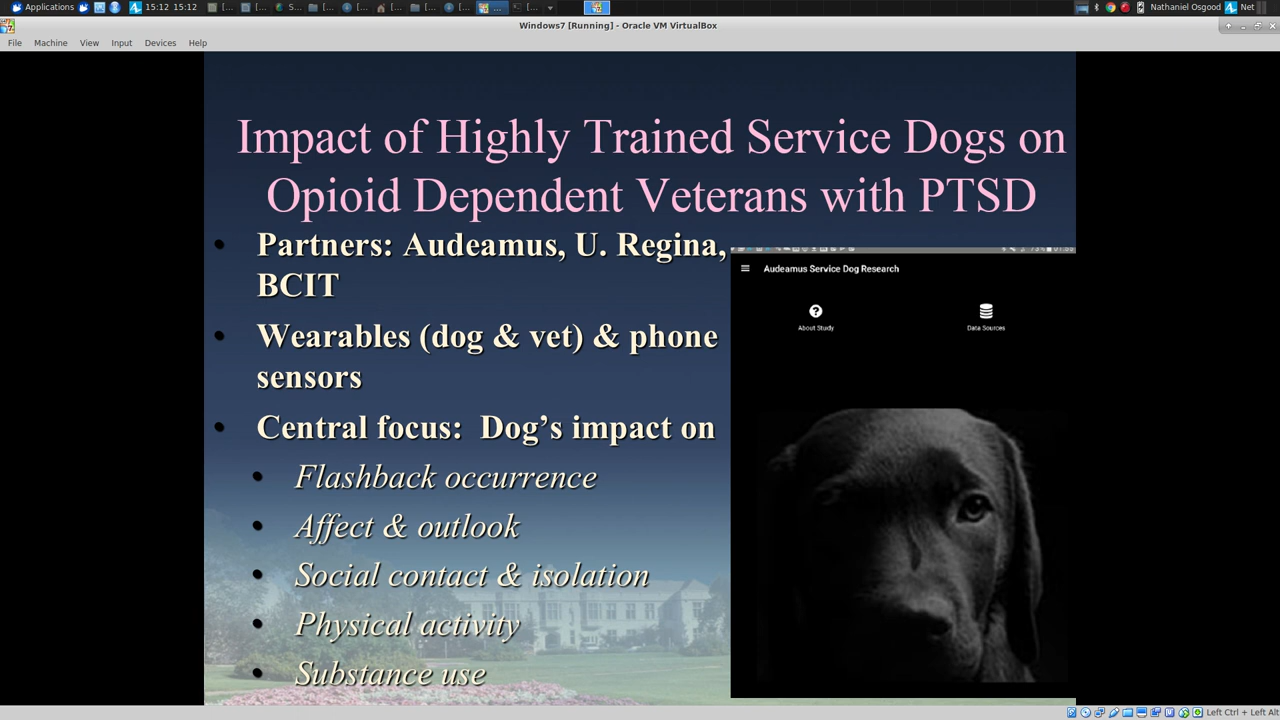 Applications
15:12 15:12
Nathaniel Osgood
Net
Windows7 [Running] - Oracle VM VirtualBox
File Machine View Input Devices Help
Impact of Highly Trained Service Dogs on
Opioid Dependent Veterans with PTSD
Partners: Audeamus, U. Regina,
BCIT
Wearables (dog & vet) & phone
sensors
Central focus: Dog’s impact on
Flashback occurrence
Affect & outlook
Social contact & isolation
Physical activity
Substance use
Audeamus Service Dog Research
About Study
Data Sources
Left Ctrl + Left Alt